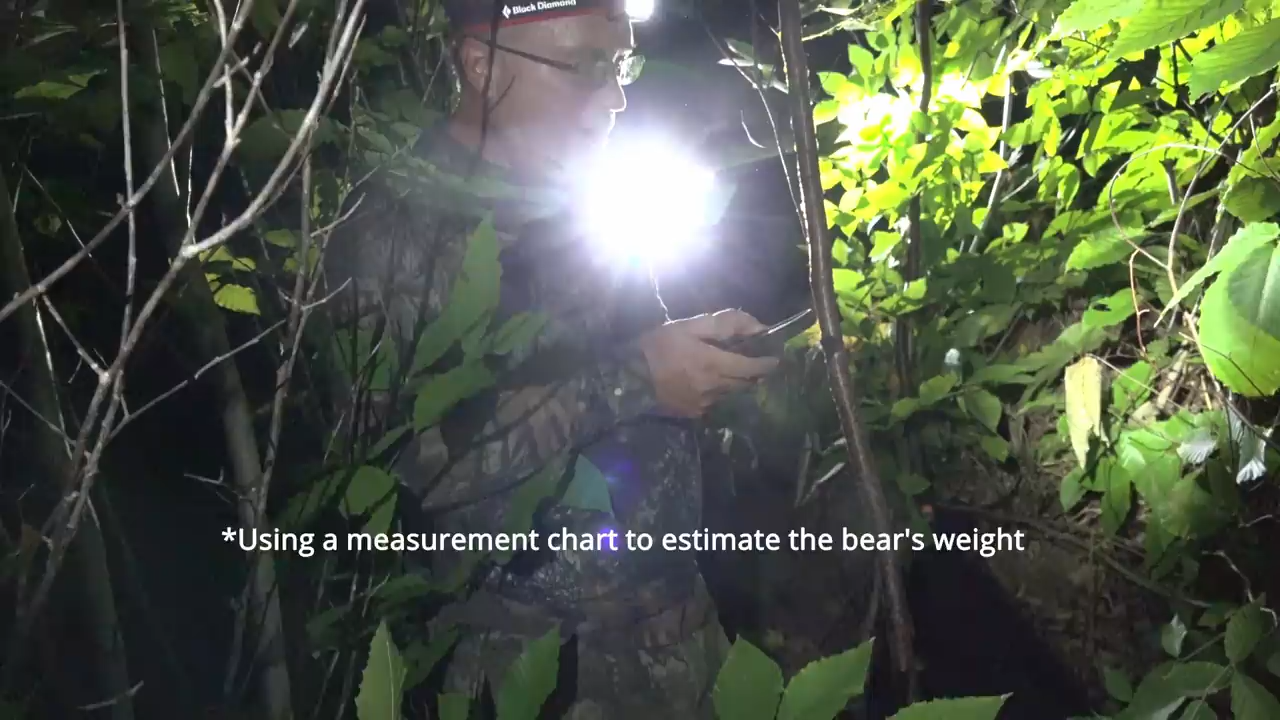 Black Diamond
*Using a measurement chart to estimate the bear's weight